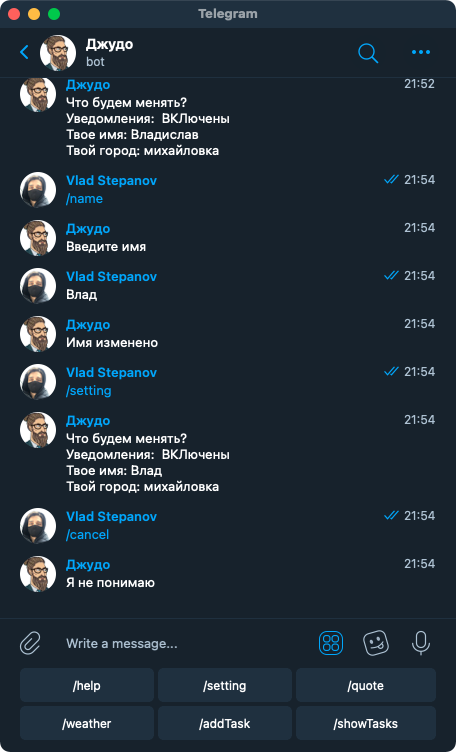 Telegram
Джудо
bot
Джудо 21:52
Что будем менять?
Уведомления: ВКЛючены
Твое имя: Владислав
Твой город: михайловка
Vlad Stepanov 21:54
/name
Джудо 21:54
Введите имя
Vlad Stepanov 21:54
Влад
Джудо 21:54
Имя изменено
Vlad Stepanov 21:54
/setting
Джудо 21:54
Что будем менять?
Уведомления: ВКЛючены
Твое имя: Влад
Твой город: михайловка
Vlad Stepanov 21:54
/cancel
Джудо 21:54
Я не понимаю
Write a message...
/help /setting /quote
/weather /addTask /showTasks